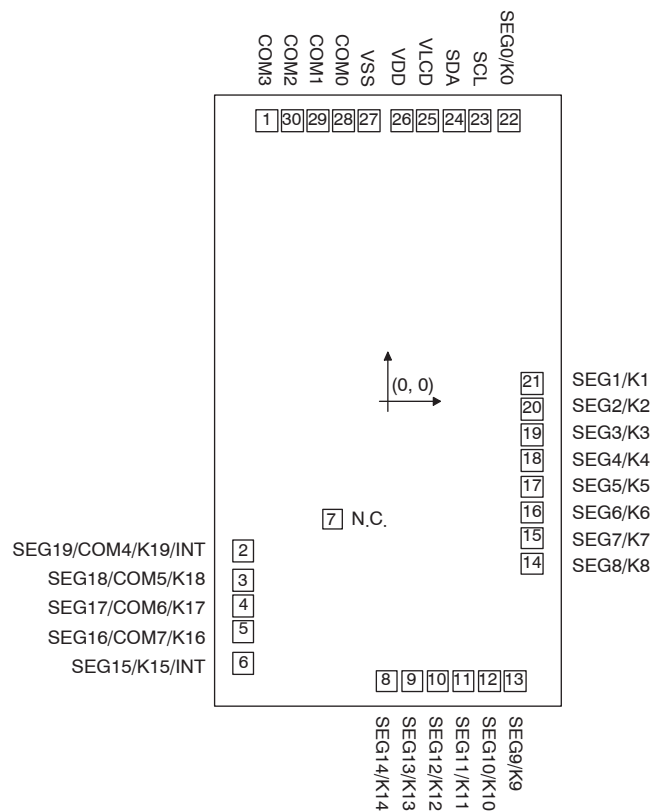 COM3
COM2
COM1
COM0
VSS
VDD
VLCD
SDA
SCL
SEG0/K0
1
30
29
28
27
26
25
24
23
22
(0, 0)
21
SEG1/K1
20
SEG2/K2
19
SEG3/K3
18
SEG4/K4
17
SEG5/K5
16
SEG6/K6
15
SEG7/K7
14
SEG8/K8
7
N.C.
SEG19/COM4/K19/INT
2
SEG18/COM5/K18
3
SEG17/COM6/K17
4
SEG16/COM7/K16
5
SEG15/K15/INT
6
8
9
10
11
12
13
SEG14/K14
SEG13/K13
SEG12/K12
SEG11/K11
SEG10/K10
SEG9/K9